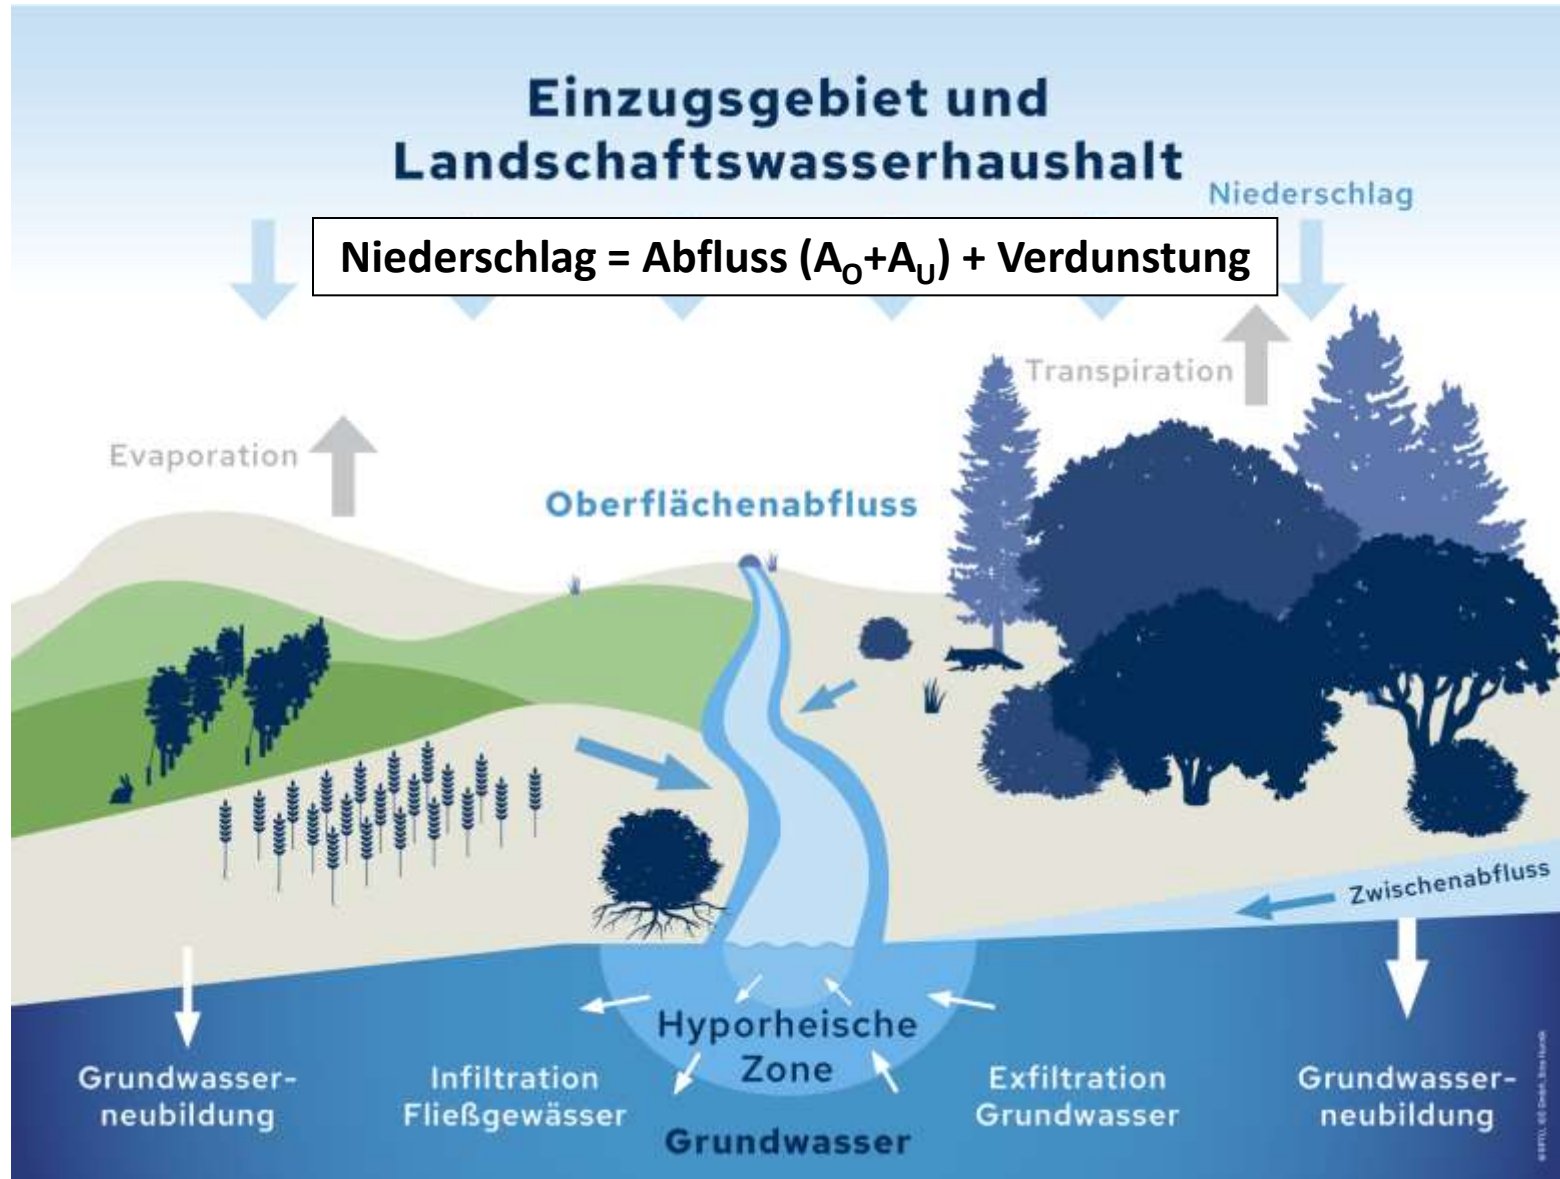 Einzugsgebiet und
Landschaftswasserhaushalt
Niederschlag
Niederschlag = Abfluss (AO+AU) + Verdunstung
Transpiration
Evaporation
Oberflächenabfluss
Zwischenabfluss
Hyporheische
Zone
Grundwasser-
neubildung
Infiltration
Fließgewässer
Exfiltration
Grundwasser
Grundwasser-
neubildung
Grundwasser